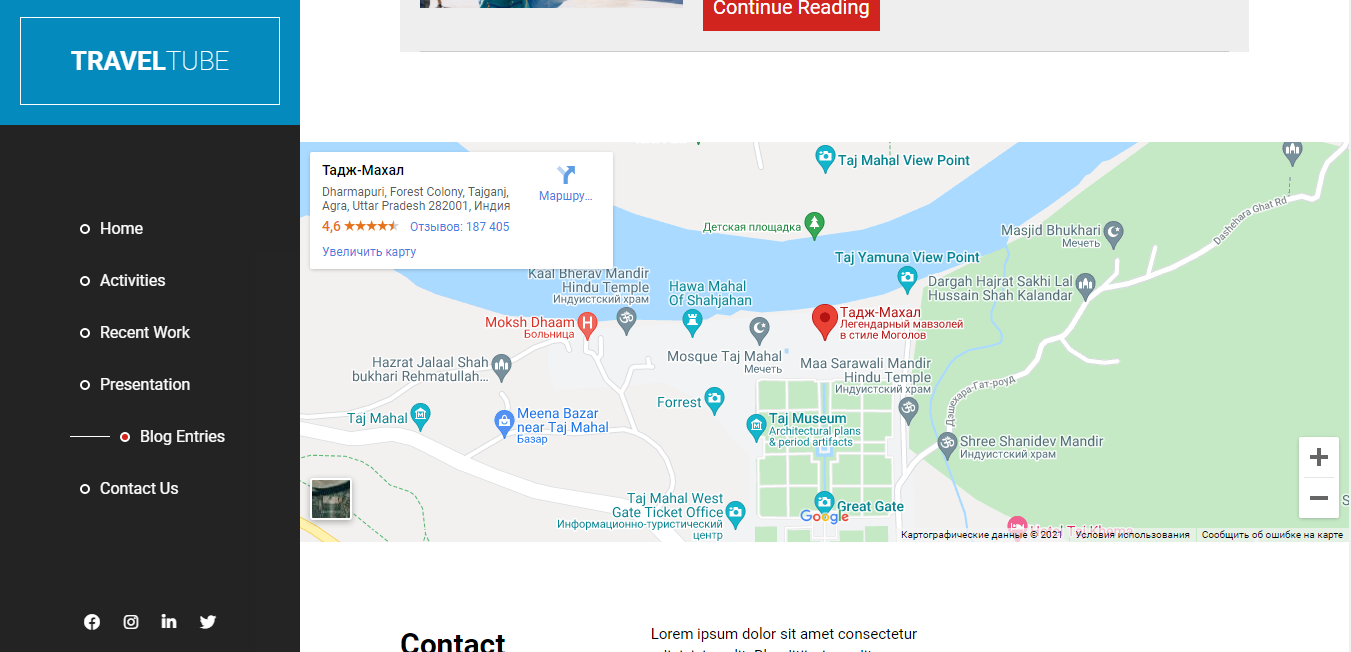 TRAVELTUBE
Home
Activities
Recent Work
Presentation
Blog Entries
Contact Us
Continue Reading
Тадж-Махал
Dharmapuri, Forest Colony, Tajganj,
Agra, Uttar Pradesh 282001, Индия
4,6
Отзывов: 187 405
Увеличить карту
Маршру...
Taj Mahal View Point
Детская площадка
Masjid Bhukhari
Мечеть
Dashehara Ghat Rd
Taj Yamuna View Point
Kaal Bherav Mandir
Hindu Temple
Индуистский храм
Hawa Mahal
Of Shahjahan
Dargah Hajrat Sakhi Lal
Hussain Shah Kalandar
Moksh Dhaam
Больница
Тадж-Махал
Легендарный мавзолей
в стиле Моголов
Mosque Taj Mahal
Мечеть
Hazrat Jalaal Shah
bukhari Rehmatullah...
Maa Sarawali Mandir
Hindu Temple
Индуистский храм
Дэшехара-Гат-роуд
Forrest
Taj Mahal
Meena Bazar
near Taj Mahal
Базар
Taj Museum
Architectural plans
& period artifacts
Shree Shanidev Mandir
Индуистский храм
Taj Mahal West
Gate Ticket Office
Информационно-туристический
центр
Great Gate
Google
Картографические данные © 2021
Условия использования
Сообщить об ошибке на карте
Contact
Lorem ipsum dolor sit amet consectetur